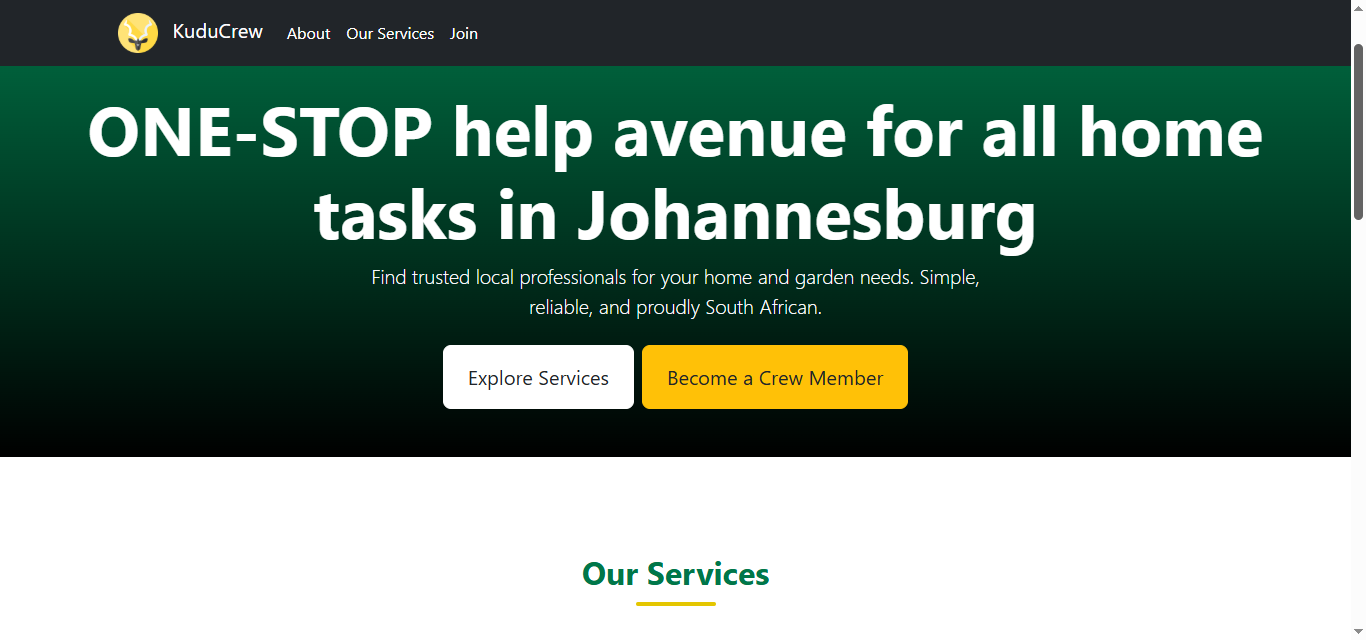 KuduCrew About Our Services Join
ONE-STOP help avenue for all home
tasks in Johannesburg
Find trusted local professionals for your home and garden needs. Simple,
reliable, and proudly South African.
Explore Services Become a Crew Member
Our Services